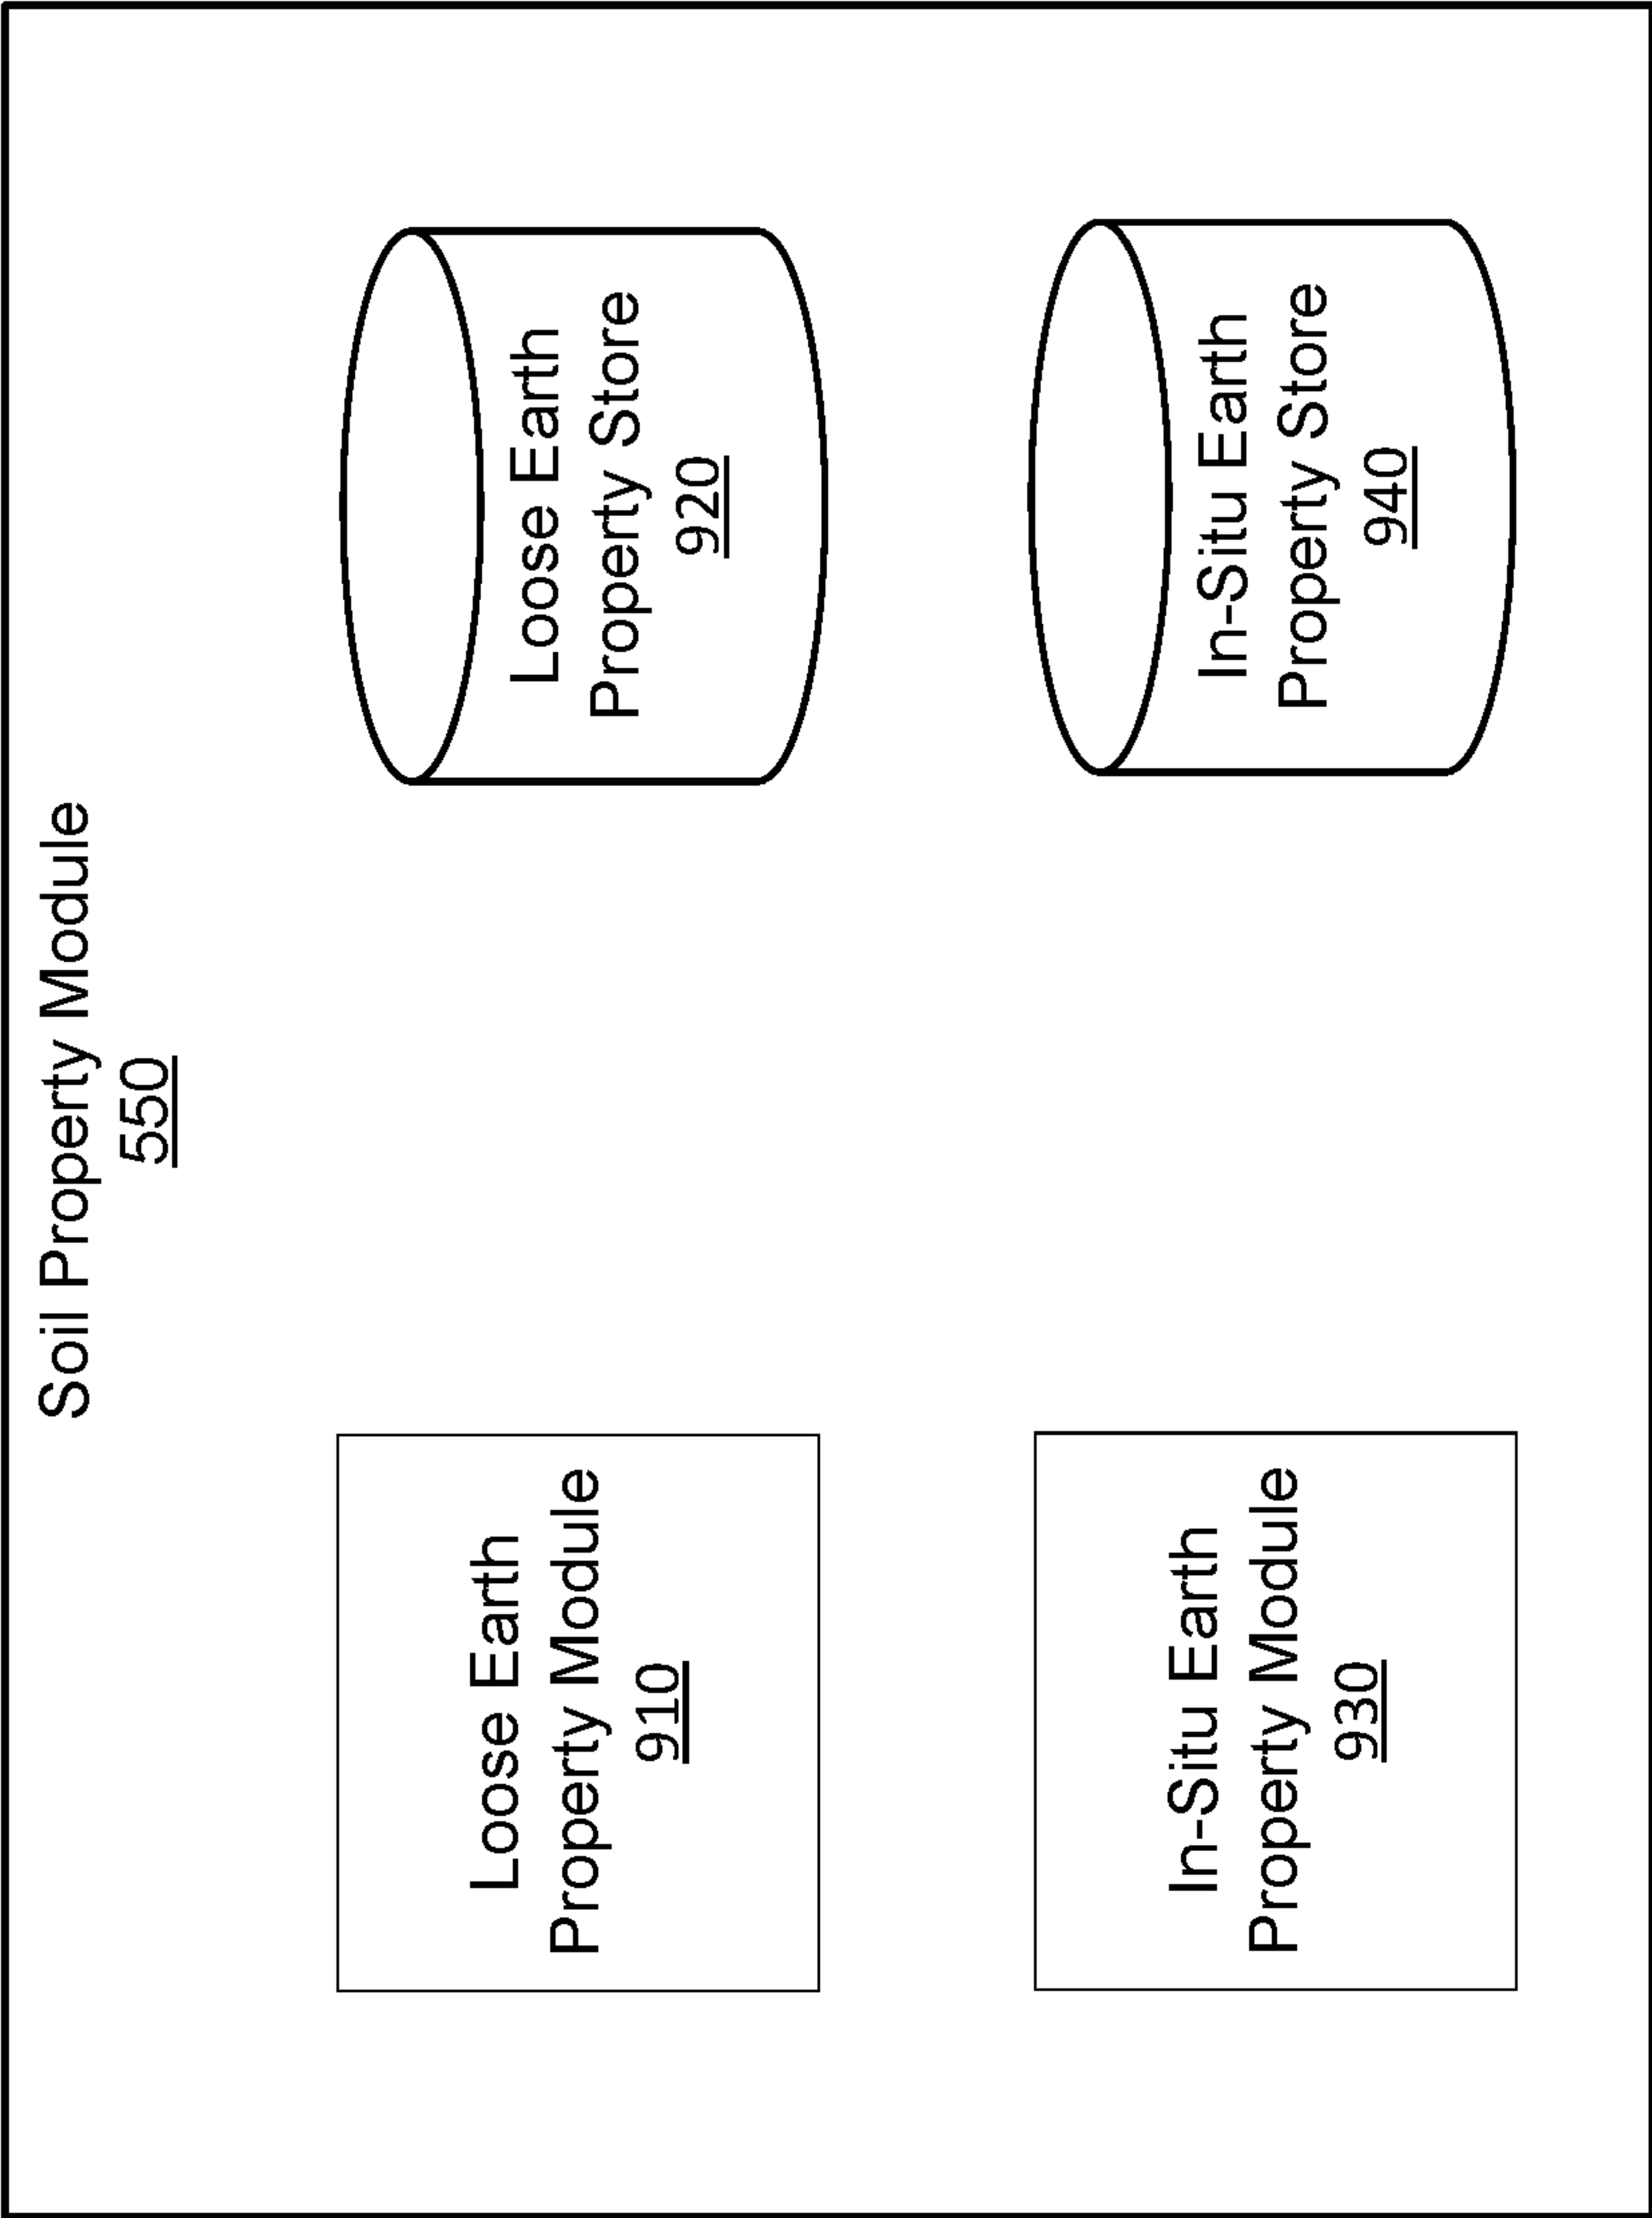 Soil Property Module
550
Loose Earth
Property Module
910
Loose Earth
Property Store
920
In-Situ Earth
Property Module
930
In-Situ Earth
Property Store
940